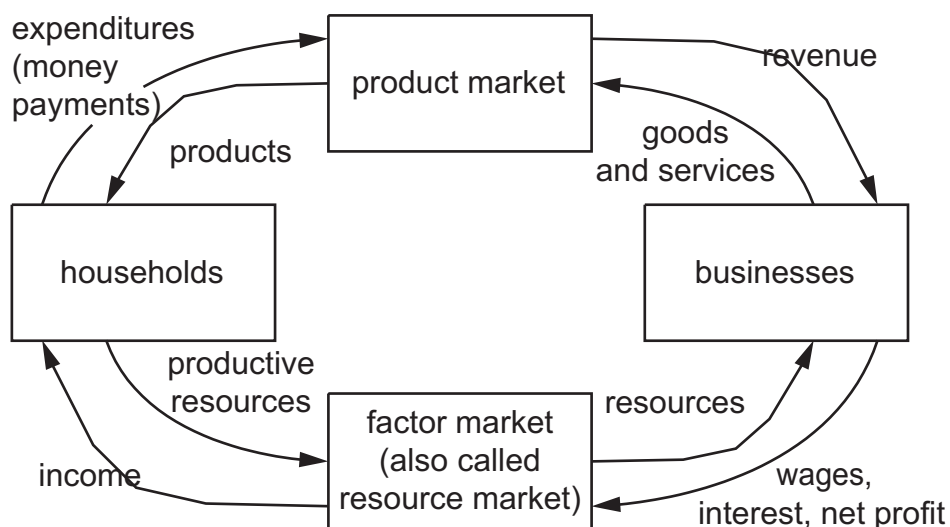 expenditures
(money
payments)
product market
revenue
products
goods
and services
households
businesses
productive
resources
factor market
(also called
resource market)
resources
income
wages,
interest, net profit